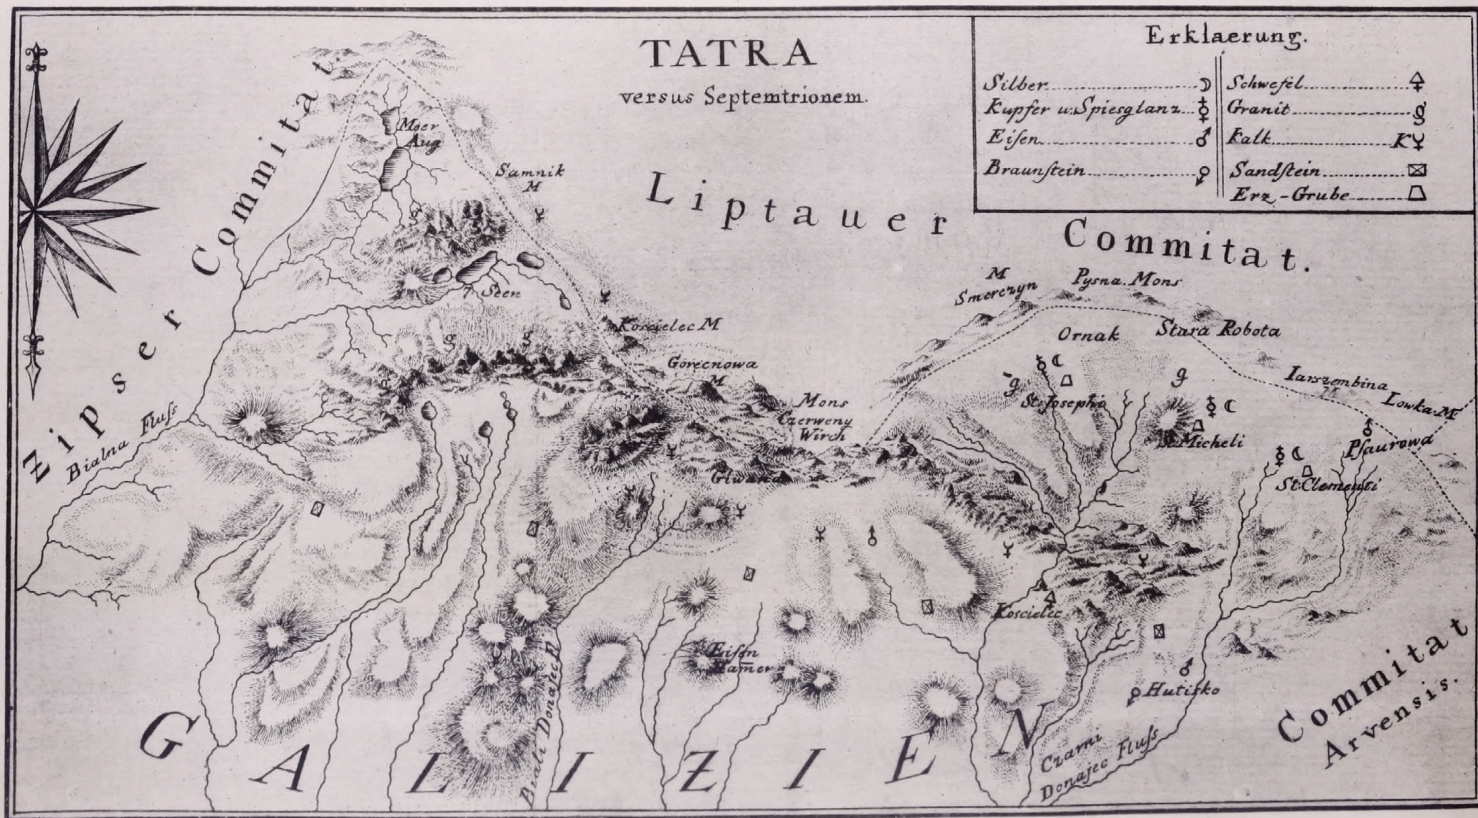 TATRA
versus Septemtrionem.
Erklaerung.
Silber
Kupfer u. Spiesglanz
Eiſen
Braunſtein
Schwefel
Granit g
Kalk K
Sandſtein
Erz-Grube
Zipser Commitat.
Liptauer Commitat.
Meer
Aug
Samnik
M
7 Seen
g
g
g
g
Koscielec M
Gorecnowa
M
Mons
Czerweny
Wirch
M
Smerczyn
Pysna. Mons
Ornak
Stara Robota
g
g
St. Josephi
St. Micheli
Iarszembina
Lowka. M
Pſaurowa
St. Clementi
Bialna Fluſs
Koscielec
Eiſen
Hamer
Hutisko
Biali Donajec
Czarni
Donajec Fluſs
GALIZIEN
Commitat
Arvensis.